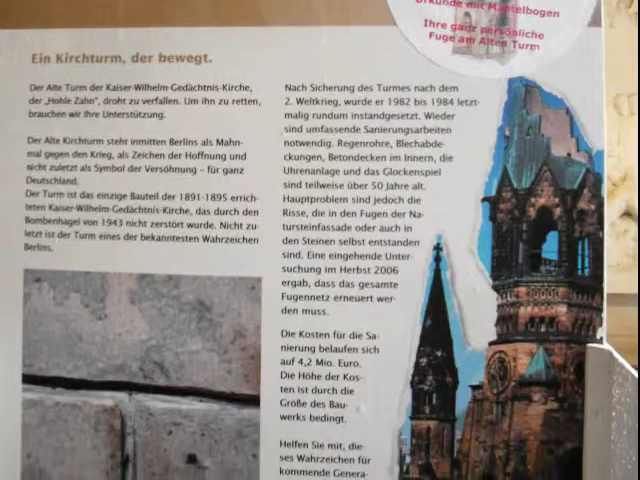 Urkunde mit Mantelbogen
Ihre ganz persönliche
Fuge am Alten Turm
Ein Kirchturm, der bewegt.
Der Alte Turm der Kaiser-Wilhelm-Gedächtnis-Kirche,
der „Hohle Zahn", droht zu verfallen. Um ihn zu retten,
brauchen wir Ihre Unterstützung.
Der Alte Kirchturm steht inmitten Berlins als Mahn-
mal gegen den Krieg, als Zeichen der Hoffnung und
nicht zuletzt als Symbol der Versöhnung – für ganz
Deutschland.
Der Turm ist das einzige Bauteil der 1891-1895 errich-
teten Kaiser-Wilhelm-Gedächtnis-Kirche, das durch den
Bombenhagel von 1943 nicht zerstört wurde. Nicht zu-
letzt ist der Turm eines der bekanntesten Wahrzeichen
Berlins.
Nach Sicherung des Turmes nach dem
2. Weltkrieg, wurde er 1982 bis 1984 letzt-
malig rundum instandgesetzt. Wieder
sind umfassende Sanierungsarbeiten
notwendig. Regenrohre, Blechabde-
ckungen, Betondecken im Innern, die
Uhrenanlage und das Glockenspiel
sind teilweise über 50 Jahre alt.
Hauptproblem sind jedoch die
Risse, die in den Fugen der Na-
tursteinfassade oder auch in
den Steinen selbst entstanden
sind. Eine eingehende Unter-
suchung im Herbst 2006
ergab, dass das gesamte
Fugennetz erneuert wer-
den muss.
Die Kosten für die Sa-
nierung belaufen sich
auf 4,2 Mio. Euro.
Die Höhe der Kos-
ten ist durch die
Größe des Bau-
werks bedingt.
Helfen Sie mit, die-
ses Wahrzeichen für
kommende Genera-